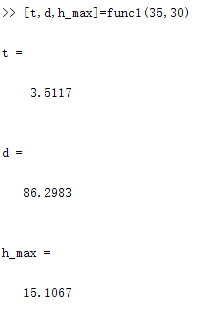 >> [t,d,h_max]=func1(35,30)
t =
3.5117
d =
86.2983
h_max =
15.1067